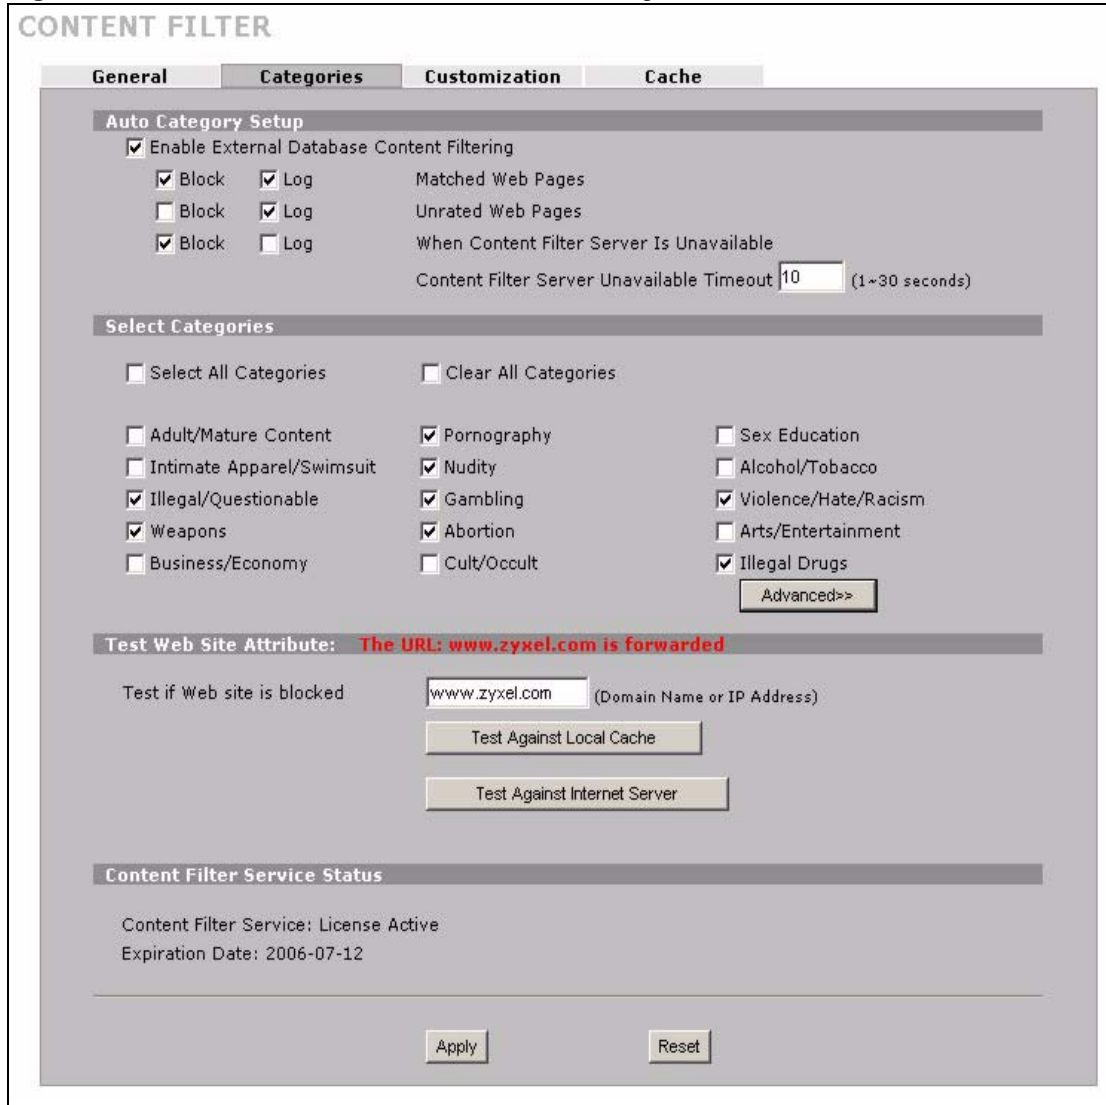 CONTENT FILTER
General Categories Customization Cache
Auto Category Setup
Enable External Database Content Filtering
Block Log Matched Web Pages
Block Log Unrated Web Pages
Block Log When Content Filter Server Is Unavailable
Content Filter Server Unavailable Timeout 10 (1~30 seconds)
Select Categories
Select All Categories Clear All Categories
Adult/Mature Content Pornography Sex Education
Intimate Apparel/Swimsuit Nudity Alcohol/Tobacco
Illegal/Questionable Gambling Violence/Hate/Racism
Weapons Abortion Arts/Entertainment
Business/Economy Cult/Occult Illegal Drugs
Advanced>>
Test Web Site Attribute: The URL: www.zyxel.com is forwarded
Test if Web site is blocked www.zyxel.com (Domain Name or IP Address)
Test Against Local Cache
Test Against Internet Server
Content Filter Service Status
Content Filter Service: License Active
Expiration Date: 2006-07-12
Apply Reset